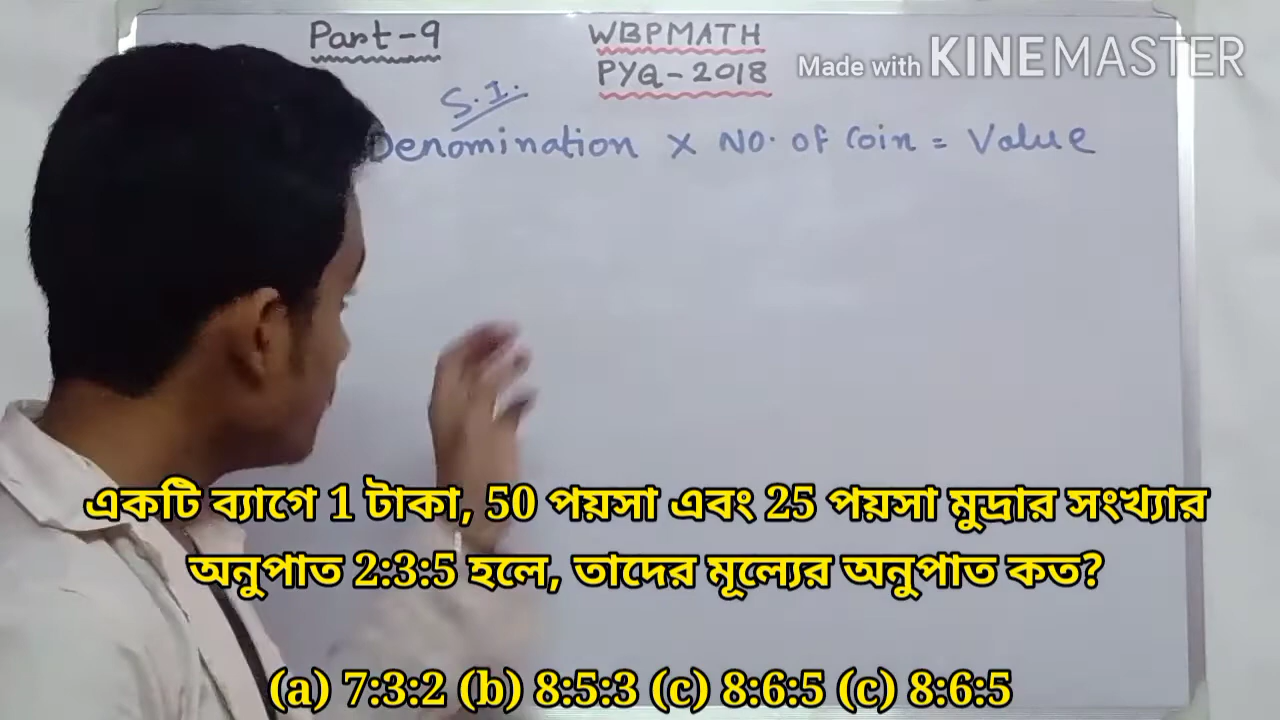 Part-9
WBPMATH
PYQ-2018
Made with KINEMASTER
S.I.
Denomination x No. of Coin = Value
একটি ব্যাগে 1 টাকা, 50 পয়সা এবং 25 পয়সা মুদ্রার সংখ্যার
অনুপাত 2:3:5 হলে, তাদের মূল্যের অনুপাত কত?
(a) 7:3:2 (b) 8:5:3 (c) 8:6:5 (c) 8:6:5